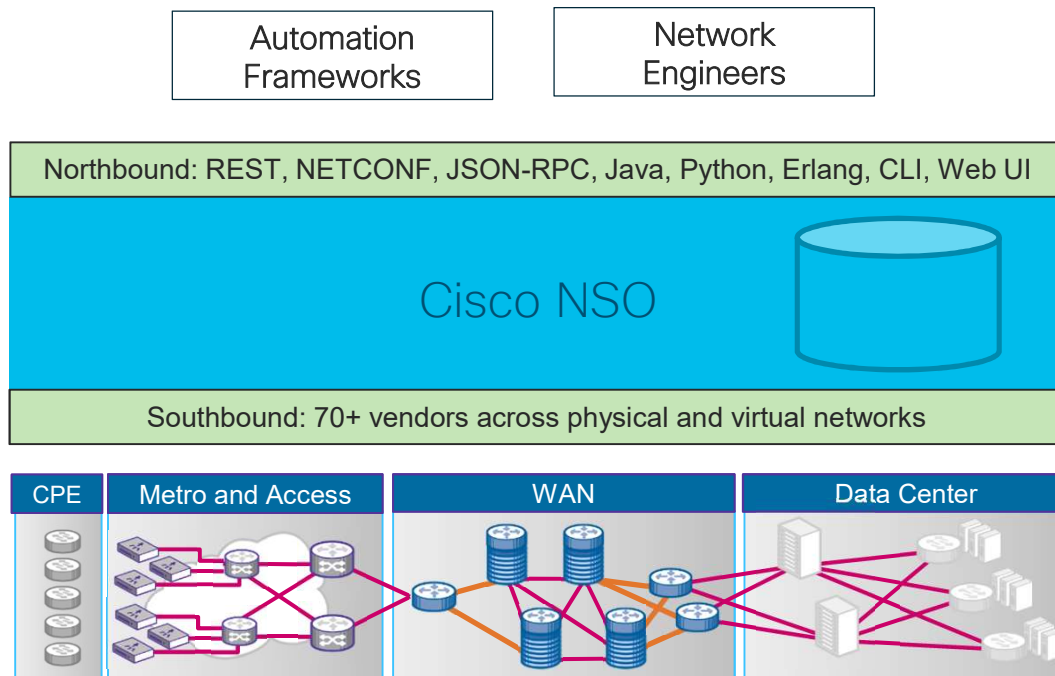 Automation
Frameworks
Network
Engineers
Northbound: REST, NETCONF, JSON-RPC, Java, Python, Erlang, CLI, Web UI
Cisco NSO
Southbound: 70+ vendors across physical and virtual networks
CPE
Metro and Access
WAN
Data Center